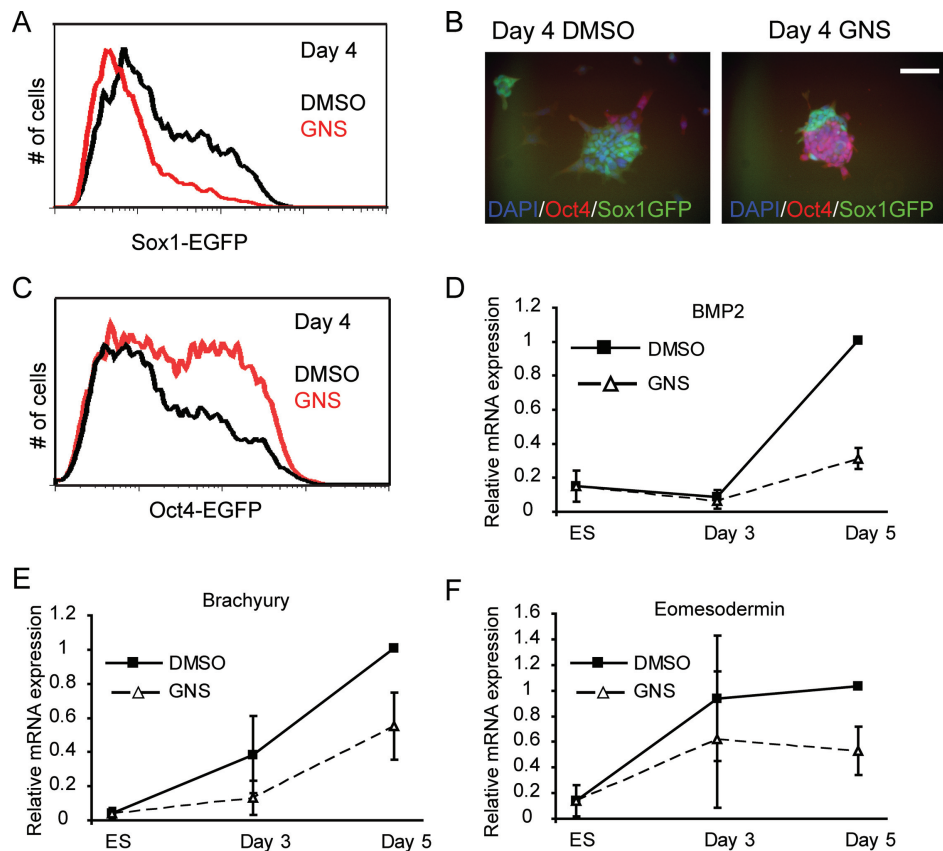 A
Day 4
DMSO
GNS
# of cells
Sox1-EGFP
B
Day 4 DMSO
Day 4 GNS
DAPI/Oct4/Sox1GFP
DAPI/Oct4/Sox1GFP
C
Day 4
DMSO
GNS
# of cells
Oct4-EGFP
D
BMP2
DMSO
GNS
Relative mRNA expression
1.2
1
0.8
0.6
0.4
0.2
0
ES
Day 3
Day 5
E
Brachyury
DMSO
GNS
Relative mRNA expression
1.2
1
0.8
0.6
0.4
0.2
0
ES
Day 3
Day 5
F
Eomesodermin
DMSO
GNS
Relative mRNA expression
1.6
1.4
1.2
1
0.8
0.6
0.4
0.2
0
ES
Day 3
Day 5